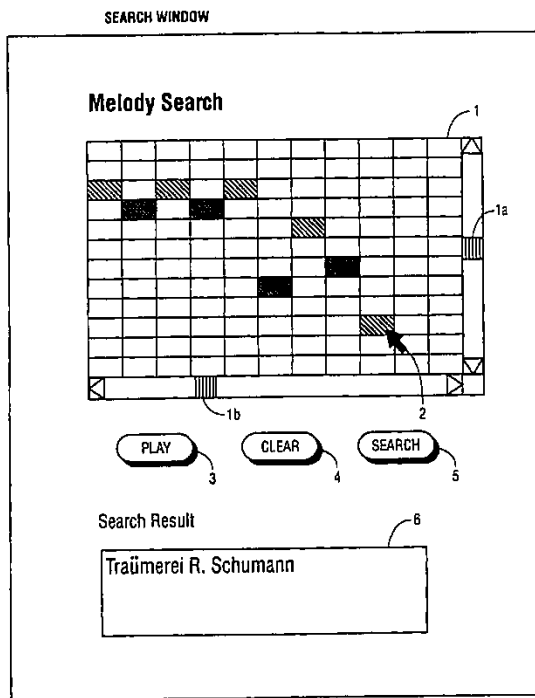 SEARCH WINDOW
Melody Search
1
1a
1b
2
PLAY
CLEAR
SEARCH
3
4
5
Search Result
6
Traümerei R. Schumann